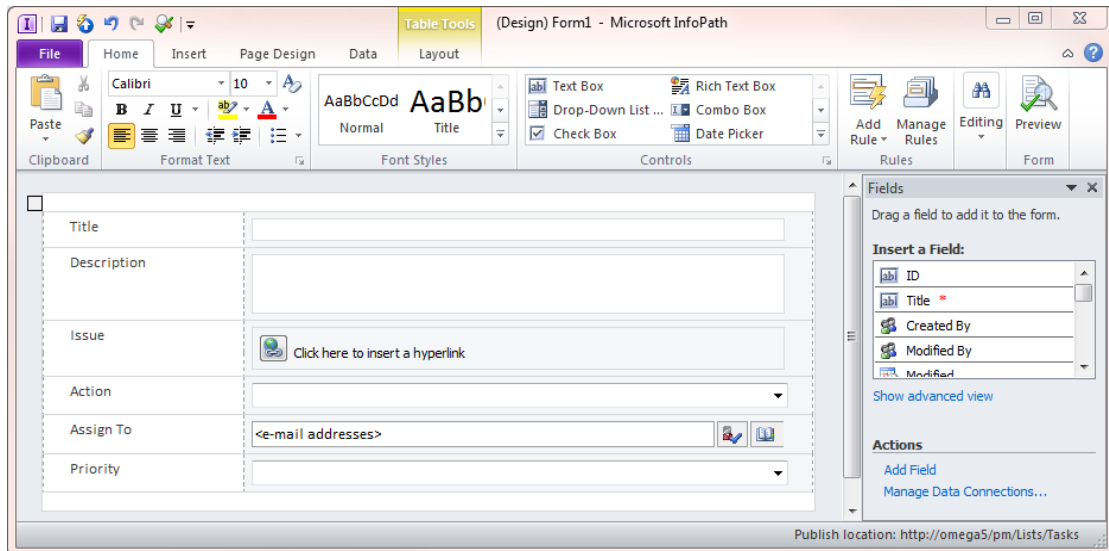 Table Tools (Design) Form1 - Microsoft InfoPath
File Home Insert Page Design Data Layout
Paste
Clipboard
Calibri 10
B I U ab A
Format Text
AaBbCcDd AaBb
Normal Title
Font Styles
Text Box Rich Text Box
Drop-Down List ... Combo Box
Check Box Date Picker
Controls
Add Rule Manage Rules
Rules
Editing
Preview
Form
Title
Description
Issue
Click here to insert a hyperlink
Action
Assign To
<e-mail addresses>
Priority
Fields
Drag a field to add it to the form.
Insert a Field:
ab ID
ab Title *
Created By
Modified By
Modified
Show advanced view
Actions
Add Field
Manage Data Connections...
Publish location: http://omega5/pm/Lists/Tasks